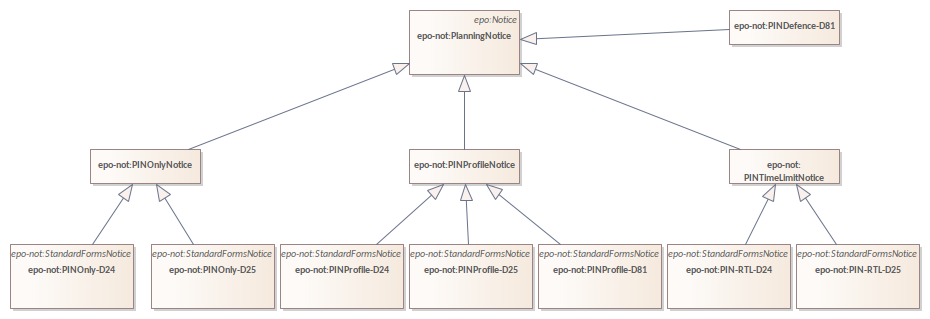 epo:Notice
epo-not:PlanningNotice
epo-not:PINDefence-D81
epo-not:PINOnlyNotice
epo-not:PINProfileNotice
epo-not:
PINTimeLimitNotice
epo-not:StandardFormsNotice
epo-not:PINOnly-D24
epo-not:StandardFormsNotice
epo-not:PINOnly-D25
epo-not:StandardFormsNotice
epo-not:PINProfile-D24
epo-not:StandardFormsNotice
epo-not:PINProfile-D25
epo-not:StandardFormsNotice
epo-not:PINProfile-D81
epo-not:StandardFormsNotice
epo-not:PIN-RTL-D24
epo-not:StandardFormsNotice
epo-not:PIN-RTL-D25